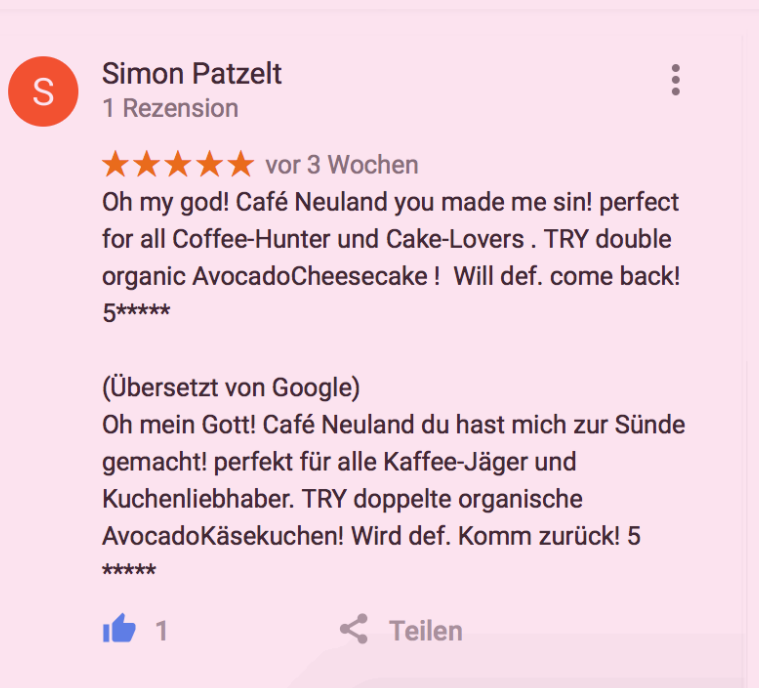 S
Simon Patzelt
1 Rezension
vor 3 Wochen
Oh my god! Café Neuland you made me sin! perfect
for all Coffee-Hunter und Cake-Lovers . TRY double
organic AvocadoCheesecake !  Will def. come back!
5*****
(Übersetzt von Google)
Oh mein Gott! Café Neuland du hast mich zur Sünde
gemacht! perfekt für alle Kaffee-Jäger und
Kuchenliebhaber. TRY doppelte organische
AvocadoKäsekuchen! Wird def. Komm zurück! 5
*****
1
Teilen